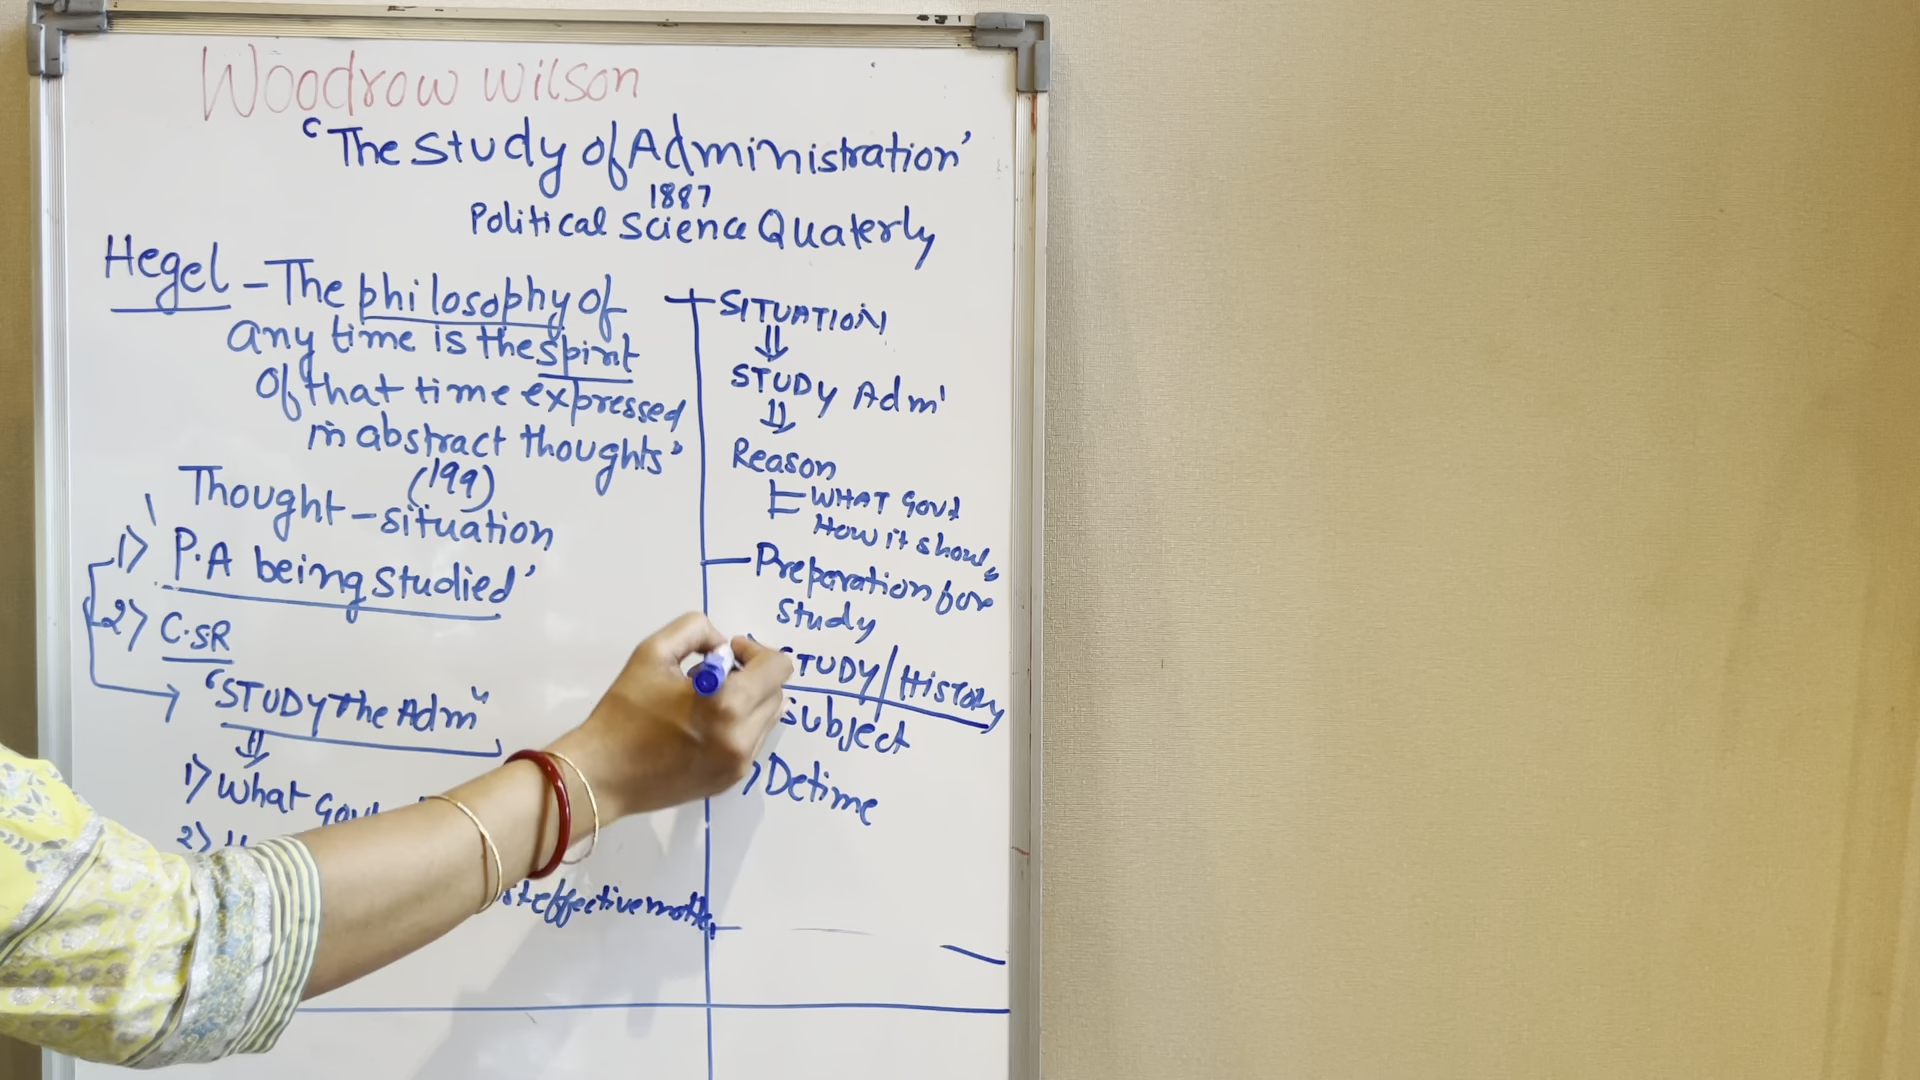 Woodrow Wilson
'The Study of Administration'
1887
Political Science Quaterly
Hegel - The philosophy of
any time is the spirit
of that time expressed
in abstract thoughts"
(199)
Thought - situation
1) P.A being studied'
2) C.S.R
"STUDY the Adm"
1) What Govt
2)
effective
SITUATION
STUDY Adm'
Reason
WHAT Govt
How it shoul
Preparation for
Study
STUDY/History
Subject
) Detime